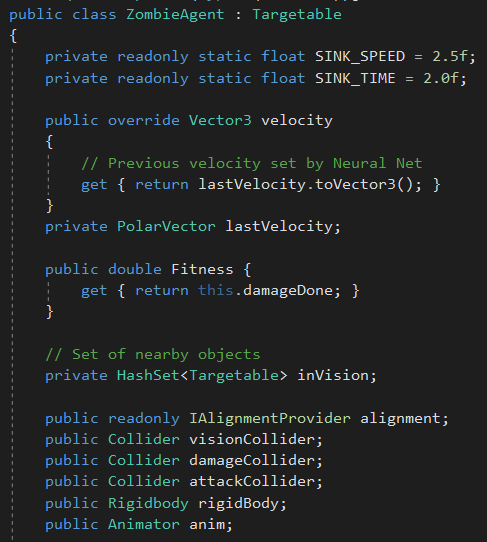 public class ZombieAgent : Targetable
{
    private readonly static float SINK_SPEED = 2.5f;
    private readonly static float SINK_TIME = 2.0f;

    public override Vector3 velocity
    {
        // Previous velocity set by Neural Net
        get { return lastVelocity.toVector3(); }
    }
    private PolarVector lastVelocity;

    public double Fitness {
        get { return this.damageDone; }
    }

    // Set of nearby objects
    private HashSet<Targetable> inVision;

    public readonly IAlignmentProvider alignment;
    public Collider visionCollider;
    public Collider damageCollider;
    public Collider attackCollider;
    public Rigidbody rigidBody;
    public Animator anim;